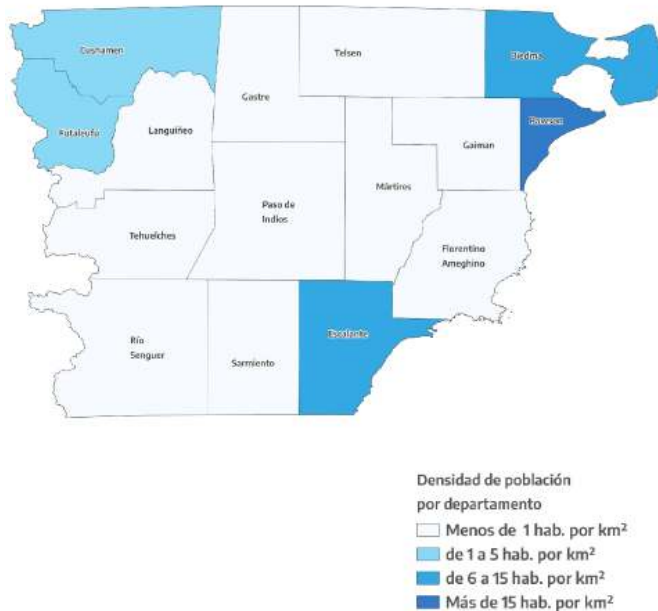 Cushamen
Telsen
Biedma
Gastre
Futaleufú
Languiñeo
Rawson
Gaiman
Mártires
Paso de
Indios
Tehuelches
Florentino
Ameghino
Río
Senguer
Sarmiento
Escalante
Densidad de población
por departamento
Menos de 1 hab. por km²
de 1 a 5 hab. por km²
de 6 a 15 hab. por km²
Más de 15 hab. por km²